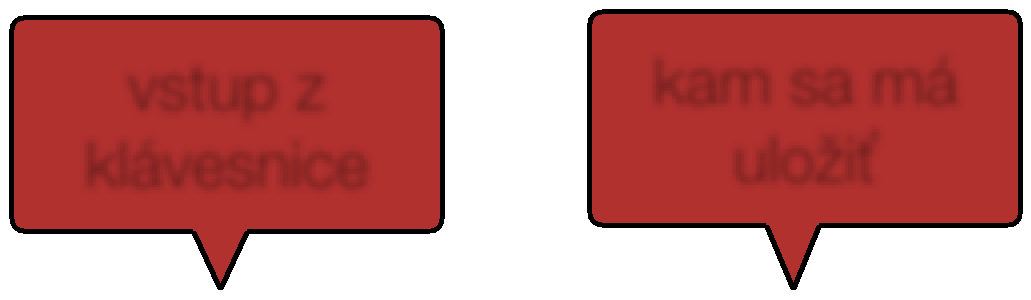 vstup z
klávesnice
kam sa má
uložiť